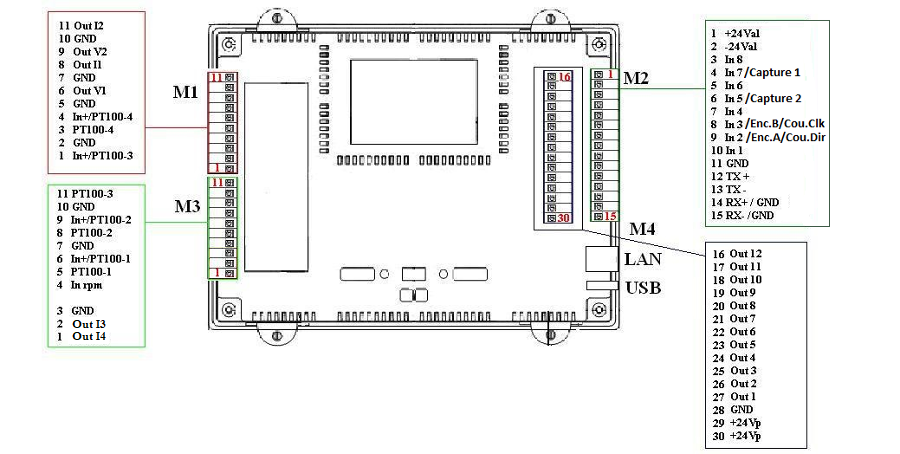 11 Out I2
10 GND
9 Out V2
8 Out I1
7 GND
6 Out V1
5 GND
4 In+/PT100-4
3 PT100-4
2 GND
1 In+/PT100-3
M1
11
1
11 PT100-3
10 GND
9 In+/PT100-2
8 PT100-2
7 GND
6 In+/PT100-1
5 PT100-1
4 In rpm
3 GND
2 Out I3
1 Out I4
M3
11
1
16
30
1
15
M2
M4
LAN
USB
1 +24Val
2 -24Val
3 In 8
4 In 7/Capture 1
5 In 6
6 In 5/Capture 2
7 In 4
8 In 3/Enc.B/Cou.Clk
9 In 2/Enc.A/Cou.Dir
10 In 1
11 GND
12 TX+
13 TX-
14 RX+/ GND
15 RX-/GND
16 Out 12
17 Out 11
18 Out 10
19 Out 9
20 Out 8
21 Out 7
22 Out 6
23 Out 5
24 Out 4
25 Out 3
26 Out 2
27 Out 1
28 GND
29 +24Vp
30 +24Vp